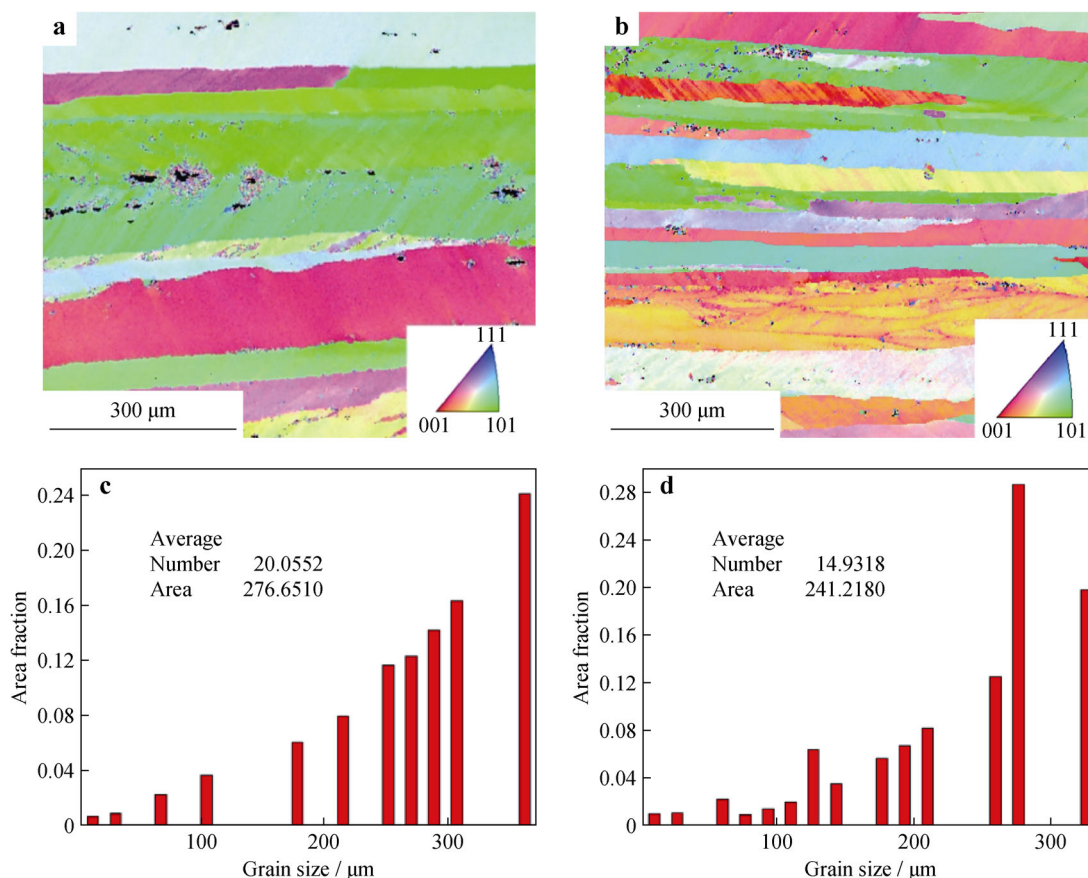 a
111
300 μm
001
101
b
111
300 μm
001
101
c
0.24
0.20
0.16
0.12
0.08
0.04
0
Area fraction
Average
Number 20.0552
Area 276.6510
100
200
300
Grain size / μm
d
0.28
0.24
0.20
0.16
0.12
0.08
0.04
0
Area fraction
Average
Number 14.9318
Area 241.2180
100
200
300
Grain size / μm